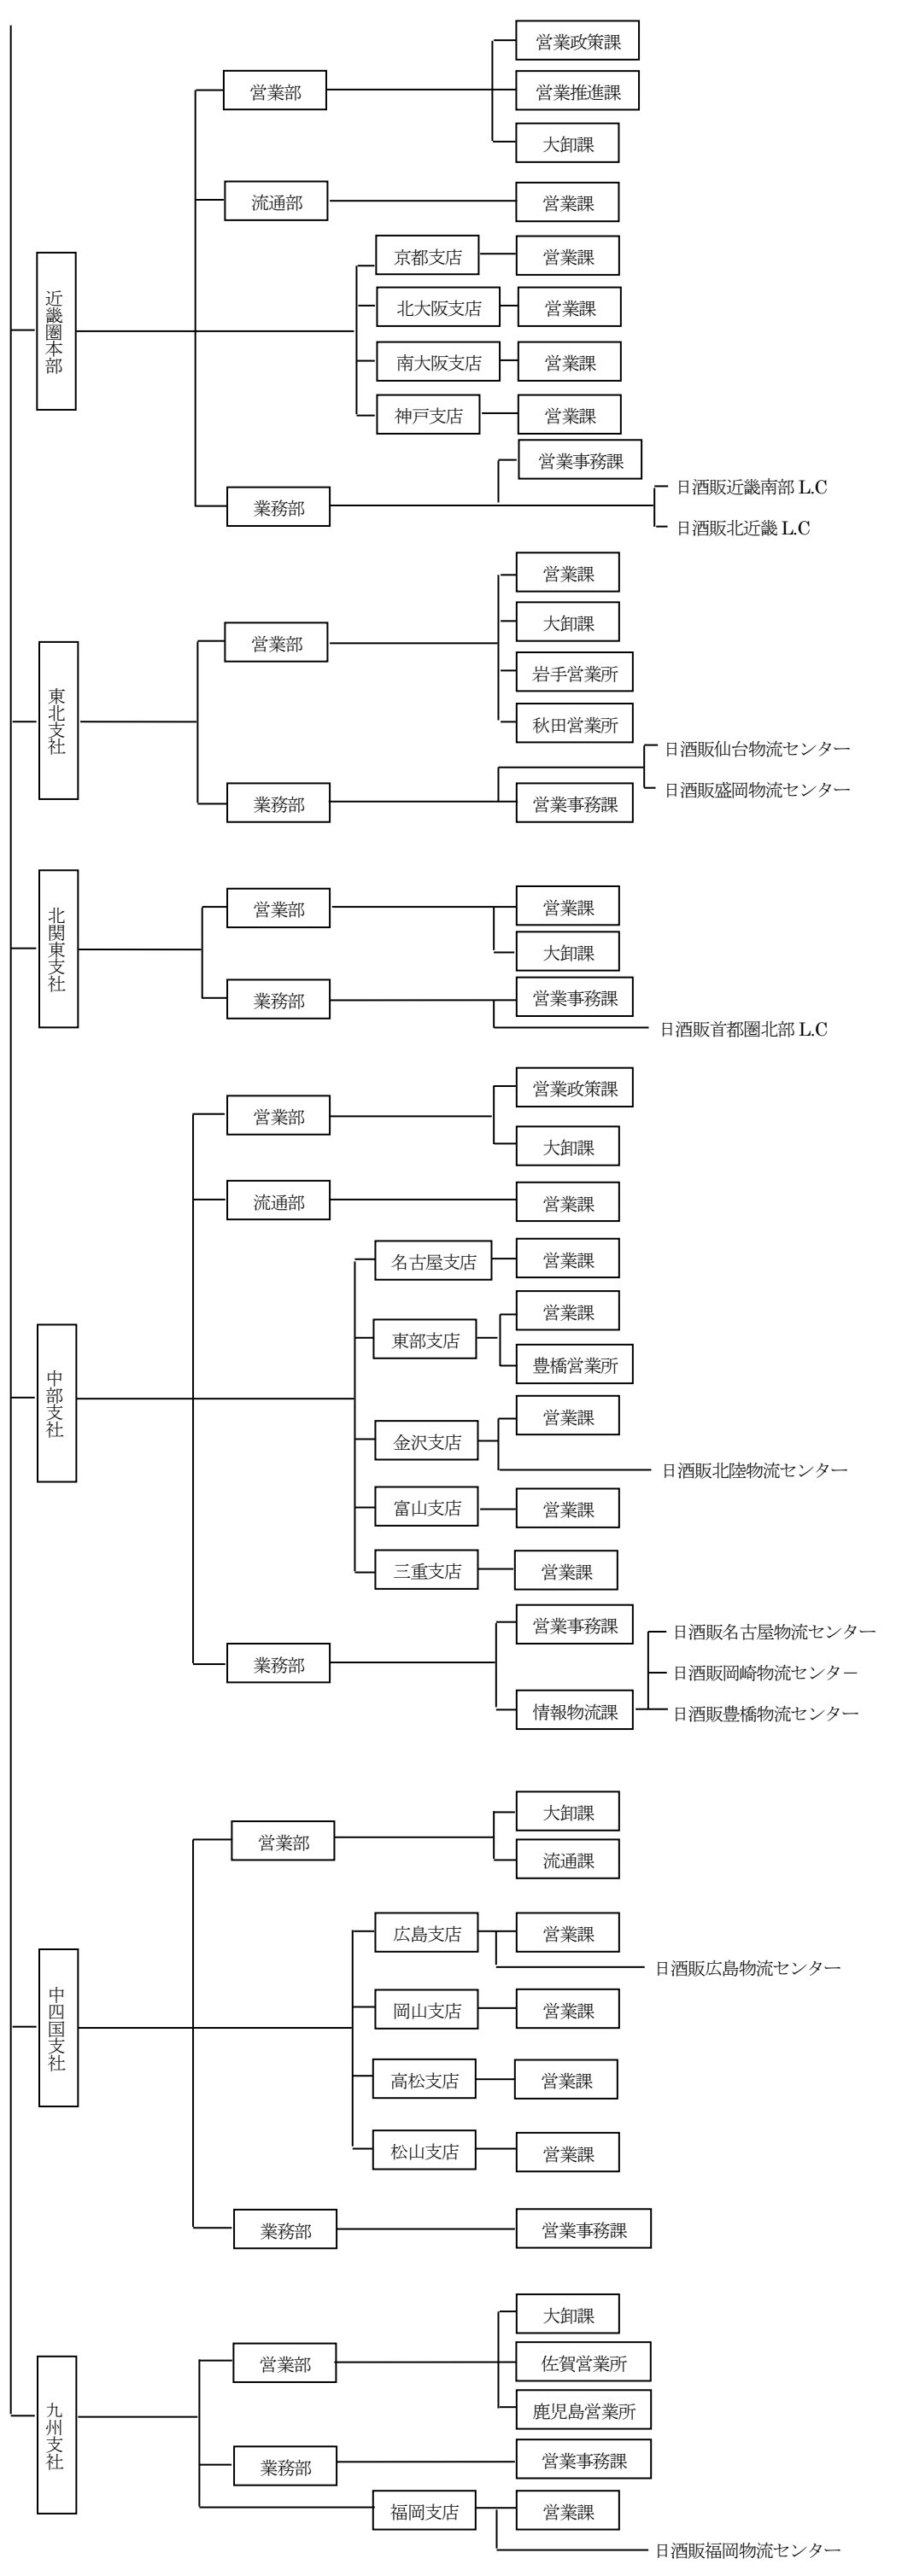 営業政策課
営業部
営業推進課
大卸課
流通部
営業課
近畿圏本部
京都支店
営業課
北大阪支店
営業課
南大阪支店
営業課
神戸支店
営業課
営業事務課
業務部
日酒販近畿南部 L.C
日酒販北近畿 L.C
東北支社
営業部
営業課
大卸課
岩手営業所
秋田営業所
業務部
営業事務課
日酒販仙台物流センター
日酒販盛岡物流センター
北関東支社
営業部
営業課
大卸課
業務部
営業事務課
日酒販首都圏北部 L.C
中部支社
営業部
営業政策課
大卸課
流通部
営業課
名古屋支店
営業課
東部支店
営業課
豊橋営業所
金沢支店
営業課
日酒販北陸物流センター
富山支店
営業課
三重支店
営業課
業務部
営業事務課
情報物流課
日酒販名古屋物流センター
日酒販岡崎物流センター
日酒販豊橋物流センター
中四国支社
営業部
大卸課
流通課
広島支店
営業課
日酒販広島物流センター
岡山支店
営業課
高松支店
営業課
松山支店
営業課
業務部
営業事務課
九州支社
営業部
大卸課
佐賀営業所
鹿児島営業所
業務部
営業事務課
福岡支店
営業課
日酒販福岡物流センター